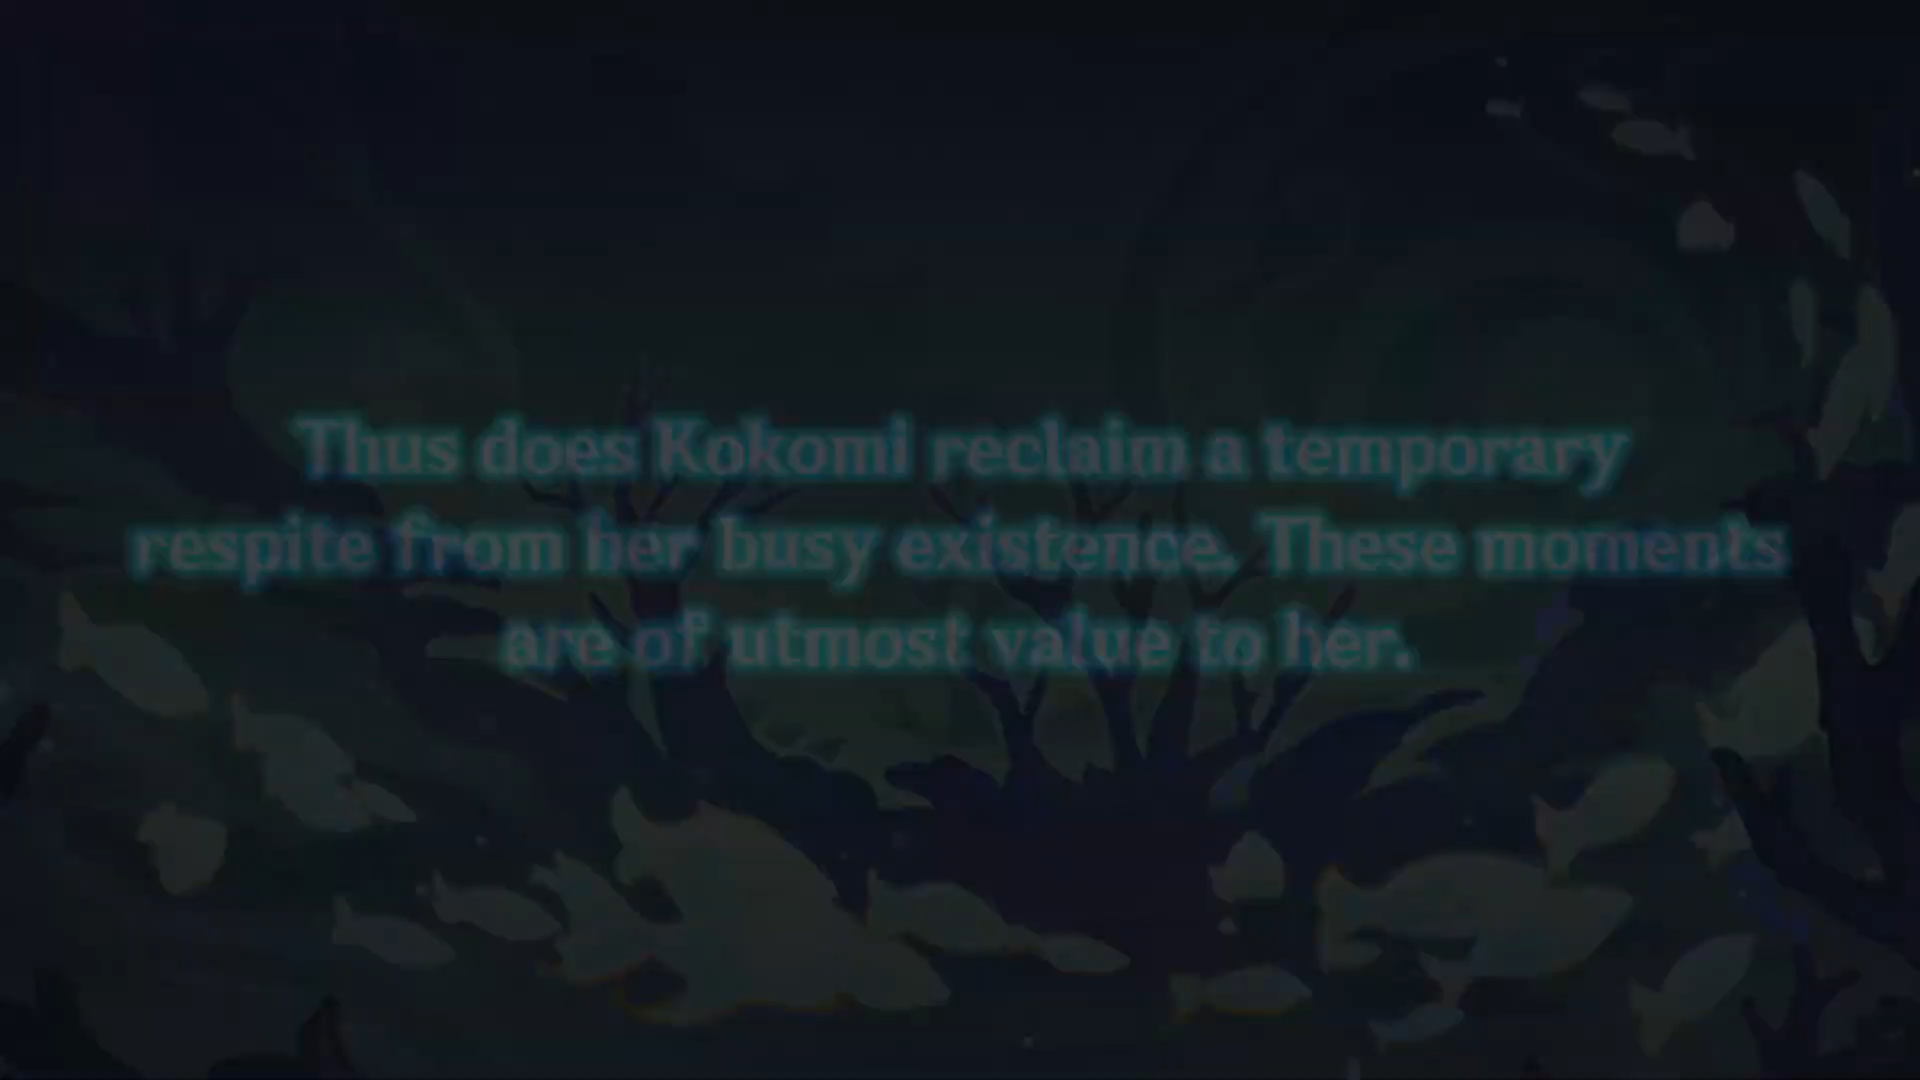 Thus does Kokomi reclaim a temporary
respite from her busy existence. These moments
are of utmost value to her.